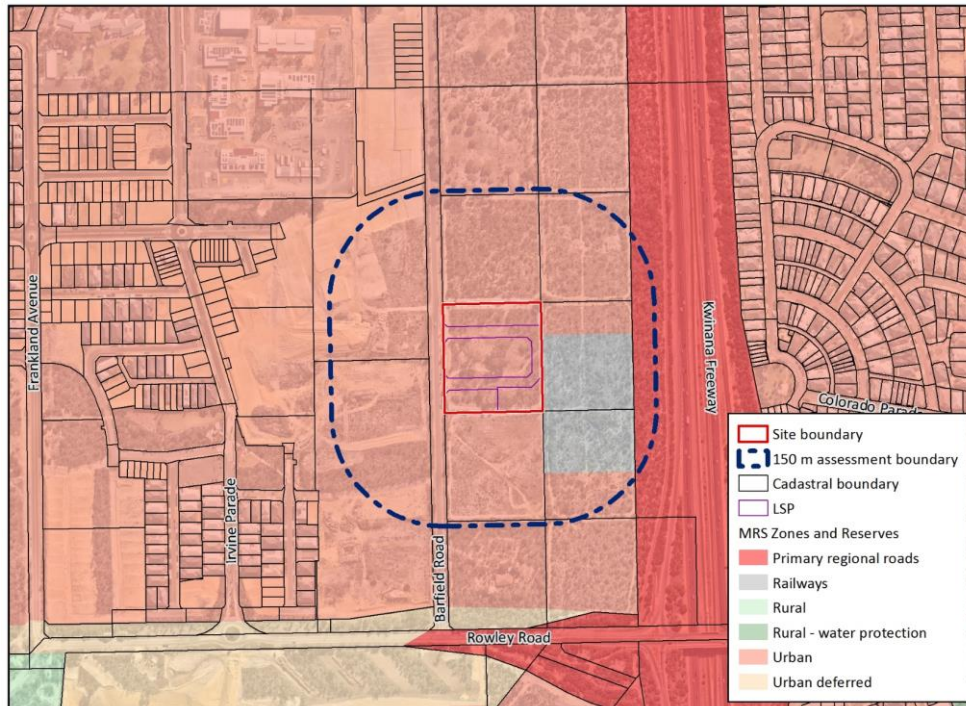 Frankland Avenue
Irvine Parade
Barfield Road
Rowley Road
Kwinana Freeway
Colorado Parade
Site boundary
150 m assessment boundary
Cadastral boundary
LSP
MRS Zones and Reserves
Primary regional roads
Railways
Rural
Rural - water protection
Urban
Urban deferred